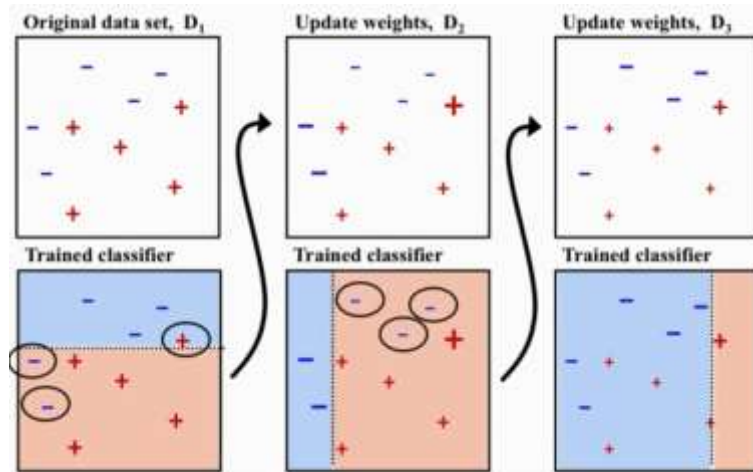 Original data set, D₁
Update weights, D₂
Update weights, D₃
Trained classifier
Trained classifier
Trained classifier